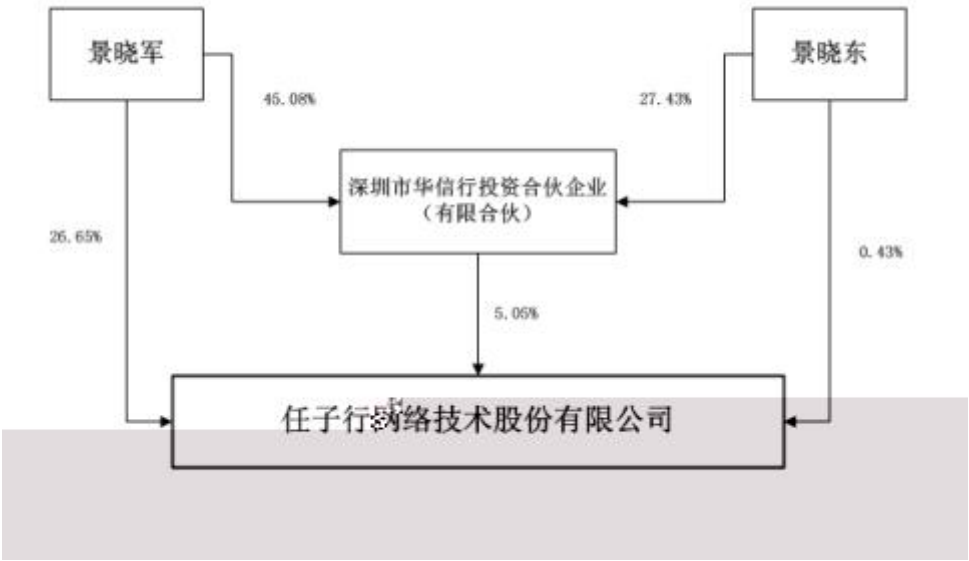 景晓军
景晓东
45.08%
27.43%
深圳市华信行投资合伙企业
（有限合伙）
26.65%
0.43%
5.05%
任子行网络技术股份有限公司